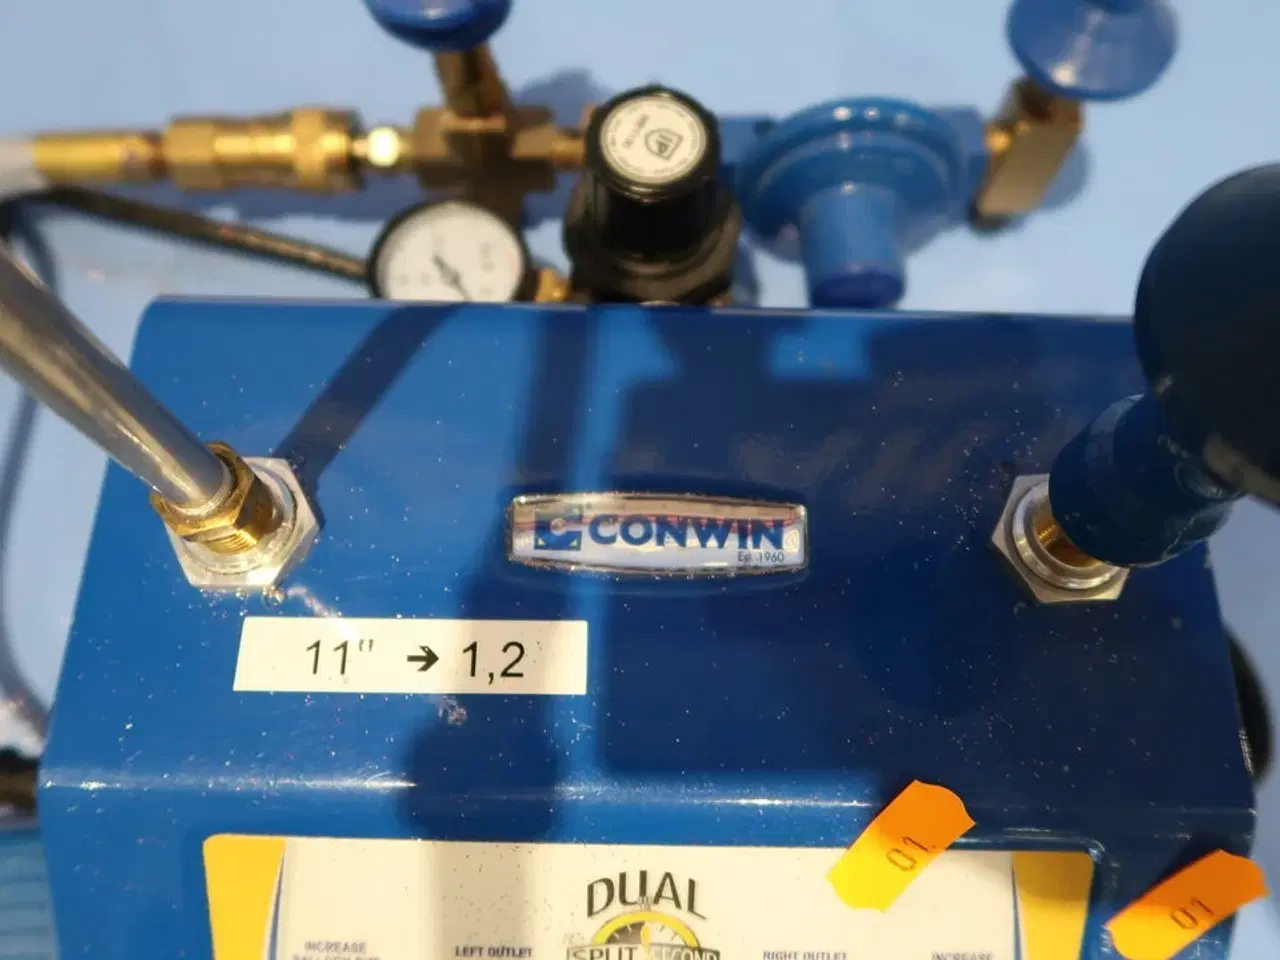 CONWIN
Est. 1960
11" → 1,2
01
01
DUAL
SPLIT SECOND
INCREASE
LEFT OUTLET
RIGHT OUTLET
INCREASE